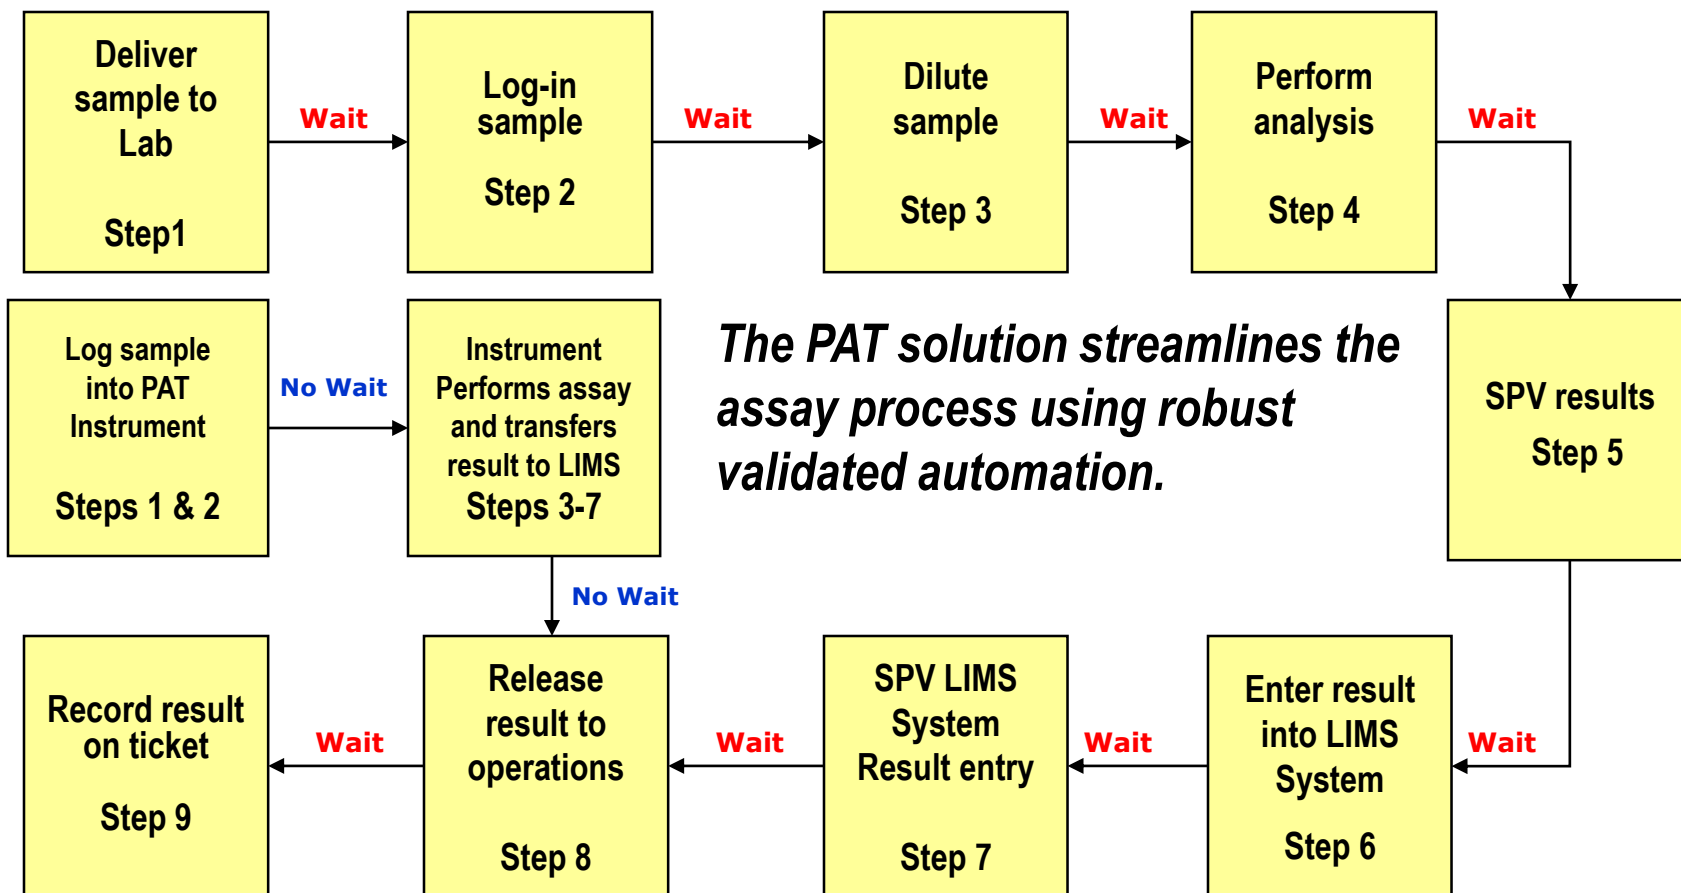 Deliver
sample to
Lab
Step1
Wait
Log-in
sample
Step 2
Wait
Dilute
sample
Step 3
Wait
Perform
analysis
Step 4
Wait
Log sample
into PAT
Instrument
Steps 1 & 2
No Wait
Instrument
Performs assay
and transfers
result to LIMS
Steps 3-7
No Wait
The PAT solution streamlines the
assay process using robust
validated automation.
SPV results
Step 5
Wait
Enter result
into LIMS
System
Step 6
Wait
SPV LIMS
System
Result entry
Step 7
Wait
Release
result to
operations
Step 8
Wait
Record result
on ticket
Step 9